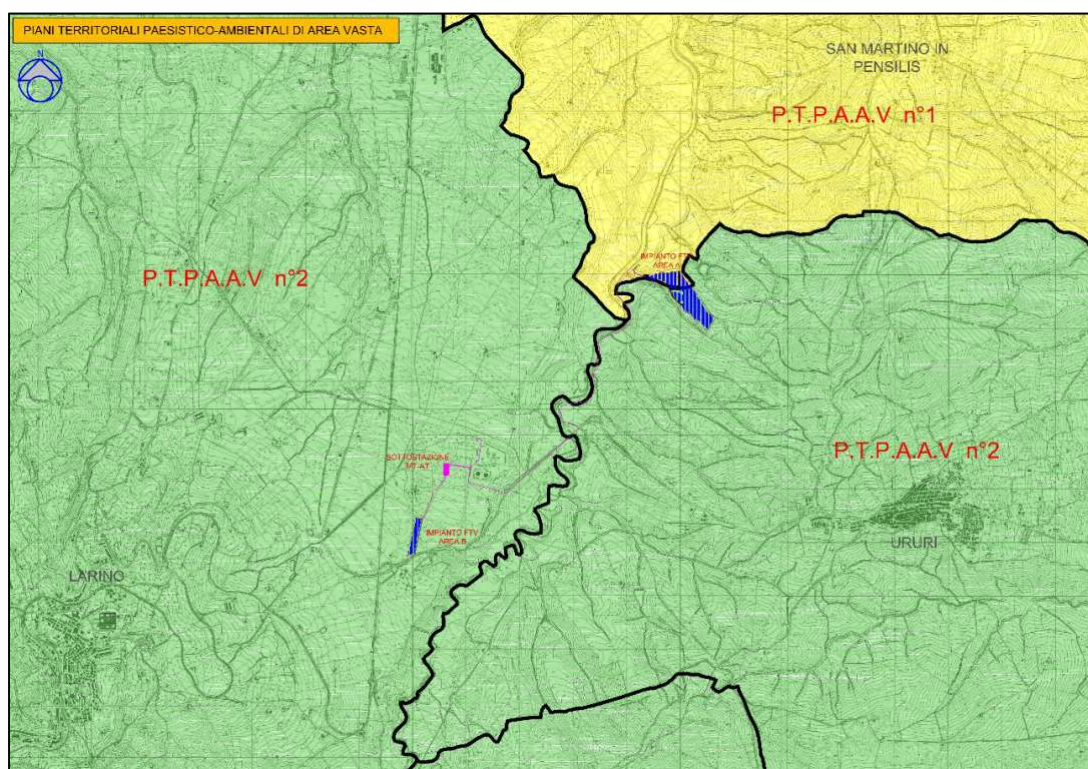 PIANI TERRITORIALI PAESISTICO-AMBIENTALI DI AREA VASTA
N
SAN MARTINO IN
PENSILIS
P.T.P.A.A.V n°1
P.T.P.A.A.V n°2
IMPIANTO FTV
AREA A
P.T.P.A.A.V n°2
SOTTOSTAZIONE
MT-AT
IMPIANTO FTV
AREA B
URURI
LARINO